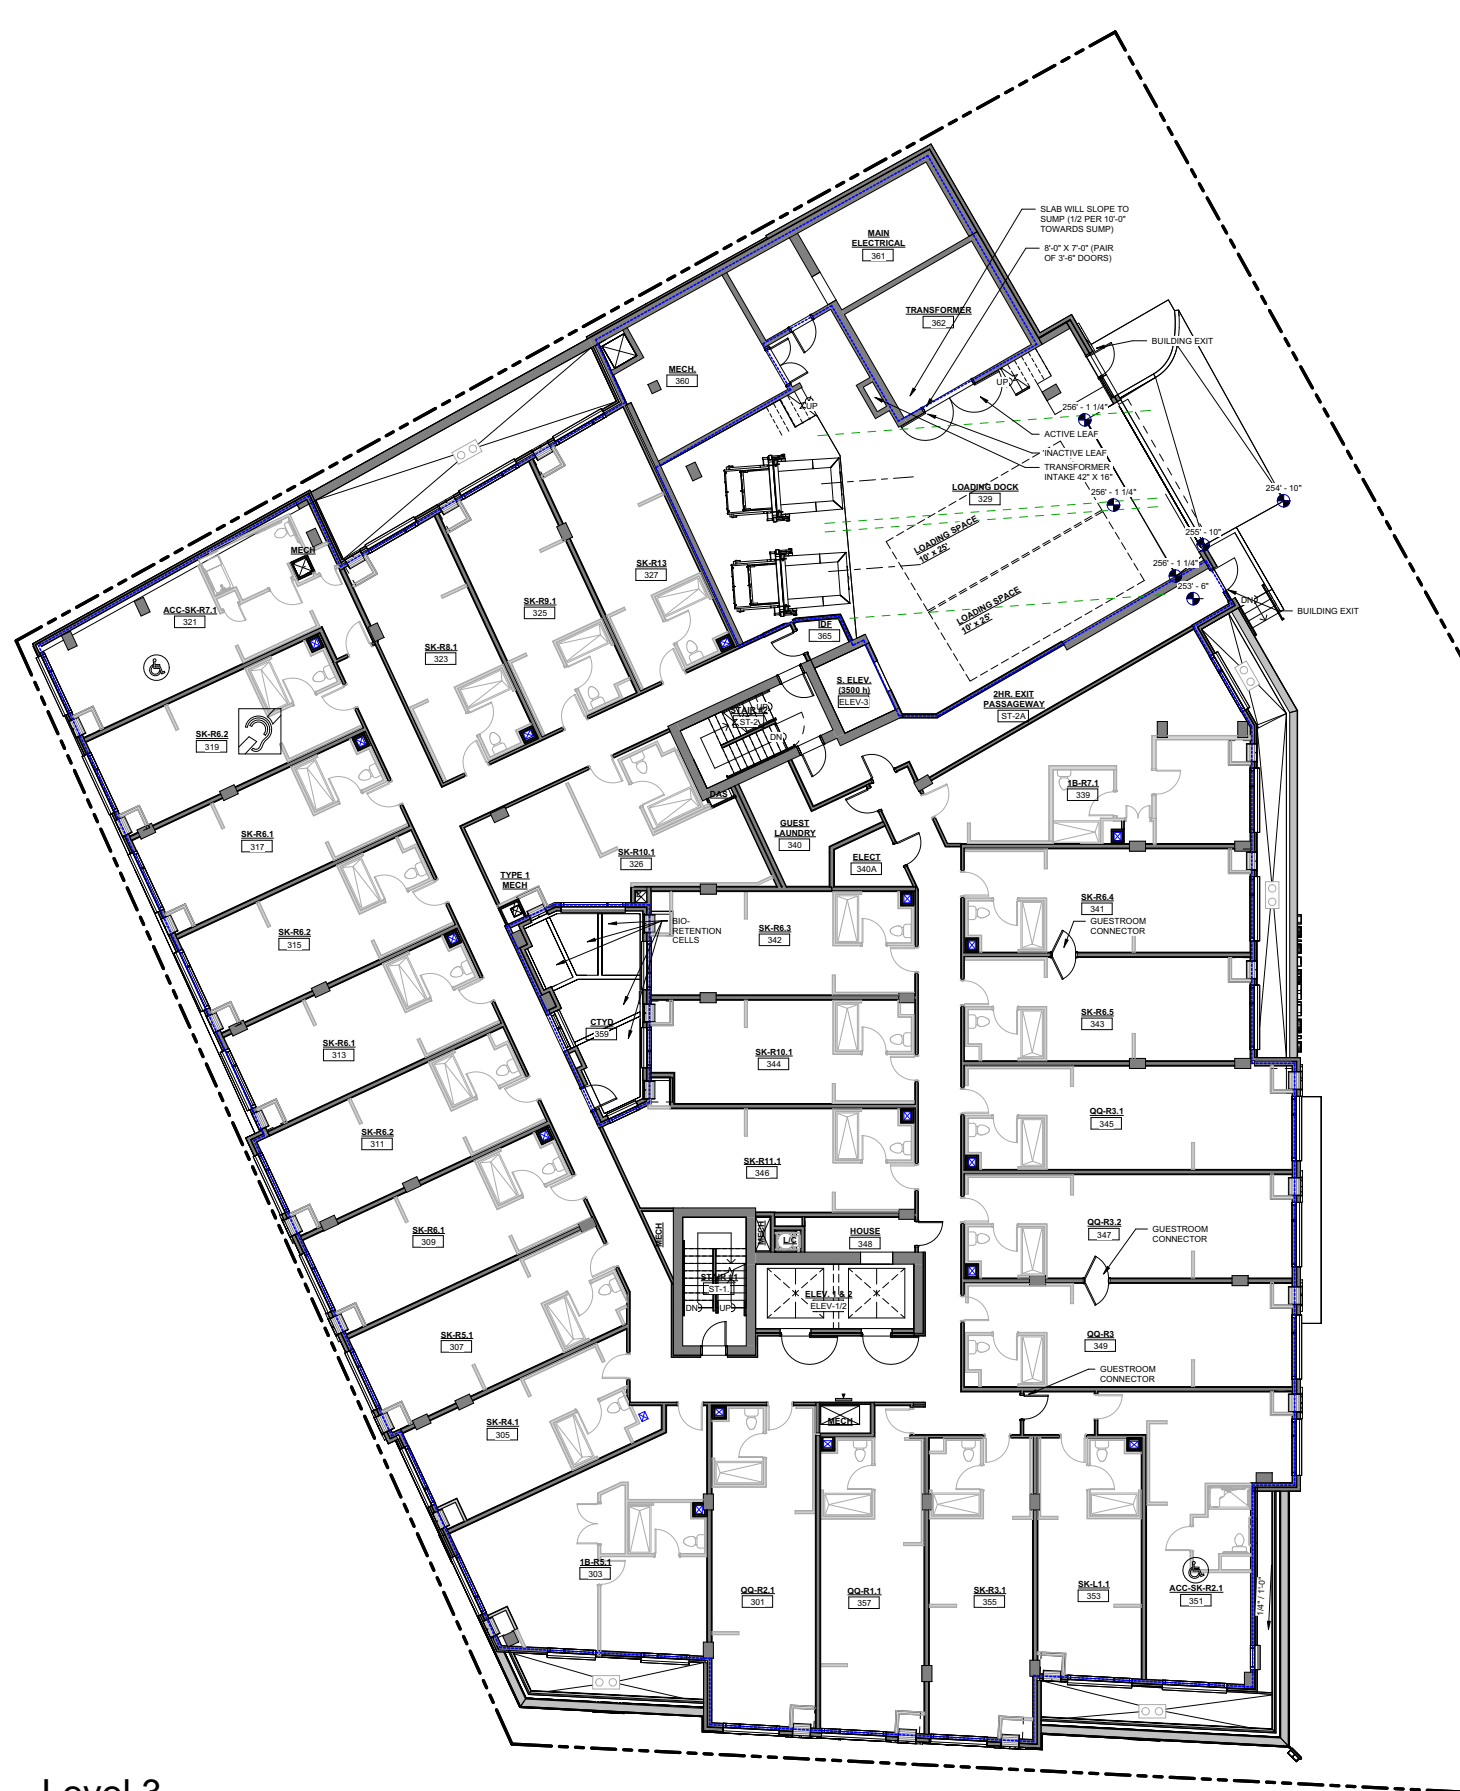 SLAB WILL SLOPE TO
SUMP (1/2 PER 10'-0"
TOWARDS SUMP)
8'-0" X 7'-0" (PAIR
OF 3'-6" DOORS)
MAIN
ELECTRICAL
361
TRANSFORMER
362
BUILDING EXIT
MECH.
360
UP
UP
256' - 1 1/4"
ACTIVE LEAF
INACTIVE LEAF
TRANSFORMER
INTAKE 42" X 16"
LOADING DOCK
329
256' - 1 1/4"
254' - 10"
LOADING SPACE
10' x 25'
255' - 10"
256' - 1 1/4"
253' - 6"
LOADING SPACE
10' x 25'
DN
BUILDING EXIT
MECH
SK-R13
327
SK-R9.1
325
ACC-SK-R7.1
321
SK-R8.1
323
IDF
365
S. ELEV.
(3500 h)
ELEV-3
2HR. EXIT
PASSAGEWAY
ST-2A
STAIR #2
ST-2
UP
DN
SK-R6.2
319
DAS
1B-R7.1
339
SK-R6.1
317
GUEST
LAUNDRY
340
SK-R10.1
326
ELECT
340A
TYPE 1
MECH
SK-R6.4
341
GUESTROOM
CONNECTOR
BIO-
RETENTION
CELLS
SK-R6.3
342
SK-R6.2
315
SK-R6.5
343
CTYD
359
SK-R6.1
313
SK-R10.1
344
QQ-R3.1
345
SK-R6.2
311
SK-R11.1
346
QQ-R3.2
347
GUESTROOM
CONNECTOR
SK-R6.1
309
MECH
MECH
L/C
HOUSE
348
STAIR #1
ST-1
DN
UP
ELEV. 1 & 2
ELEV-1/2
SK-R5.1
307
QQ-R3
349
GUESTROOM
CONNECTOR
SK-R4.1
305
MECH
1B-R5.1
303
QQ-R2.1
301
QQ-R1.1
357
SK-R3.1
355
SK-L1.1
353
ACC-SK-R2.1
351
1/4" / 1'-0"
Level 3